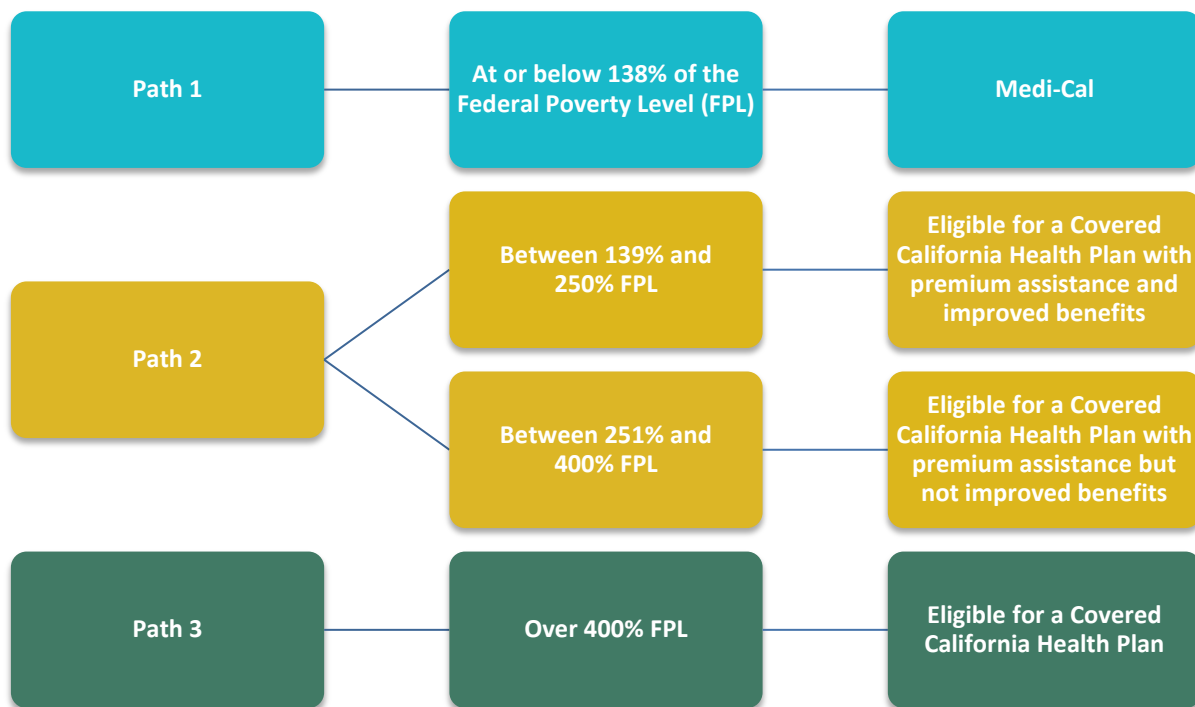 Path 1
At or below 138% of the
Federal Poverty Level (FPL)
Medi-Cal
Path 2
Between 139% and
250% FPL
Eligible for a Covered
California Health Plan with
premium assistance and
improved benefits
Between 251% and
400% FPL
Eligible for a Covered
California Health Plan with
premium assistance but
not improved benefits
Path 3
Over 400% FPL
Eligible for a Covered
California Health Plan